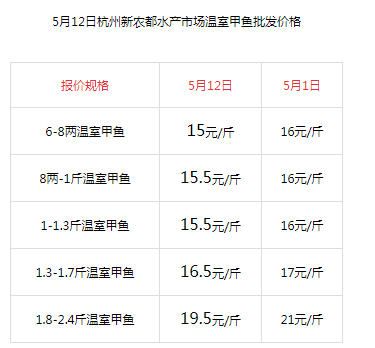 5月12日杭州新农都水产市场温室甲鱼批发价格
报价规格 5月12日 5月1日
6-8两温室甲鱼 15元/斤 16元/斤
8两-1斤温室甲鱼 15.5元/斤 16元/斤
1-1.3斤温室甲鱼 15.5元/斤 16元/斤
1.3-1.7斤温室甲鱼 16.5元/斤 17元/斤
1.8-2.4斤温室甲鱼 19.5元/斤 21元/斤